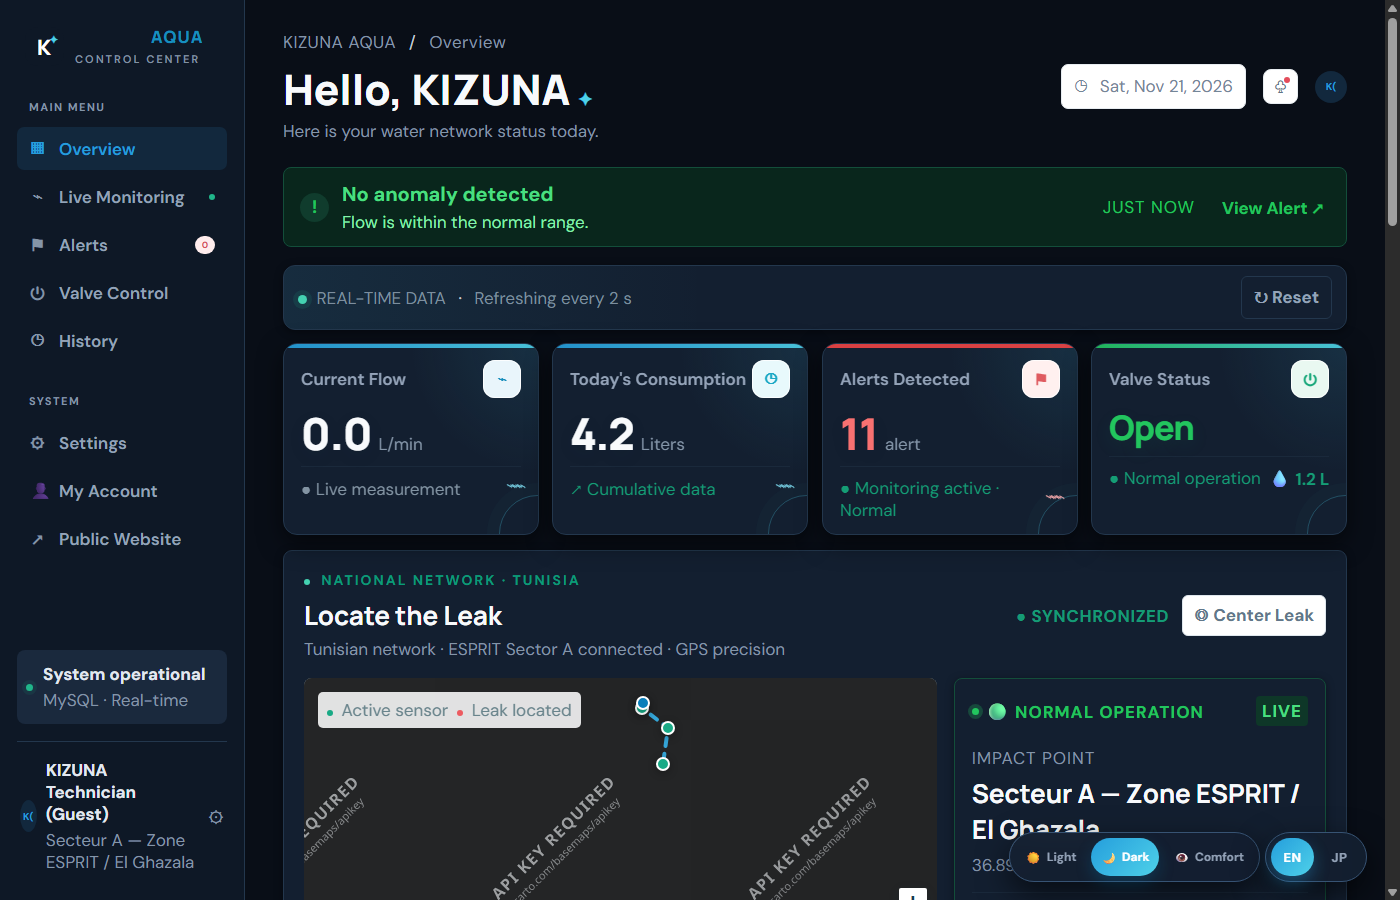 K
AQUA
CONTROL CENTER
MAIN MENU
Overview
Live Monitoring
Alerts
0
Valve Control
History
SYSTEM
Settings
My Account
Public Website
System operational
MySQL · Real-time
K(
KIZUNA
Technician
(Guest)
Secteur A — Zone
ESPRIT / El Ghazala
KIZUNA AQUA / Overview
Hello, KIZUNA
Here is your water network status today.
Sat, Nov 21, 2026
K(
No anomaly detected
Flow is within the normal range.
JUST NOW
View Alert ↗
REAL-TIME DATA · Refreshing every 2 s
↻ Reset
Current Flow
0.0 L/min
Live measurement
Today's Consumption
4.2 Liters
↗ Cumulative data
Alerts Detected
11 alert
Monitoring active ·
Normal
Valve Status
Open
Normal operation
1.2 L
NATIONAL NETWORK · TUNISIA
Locate the Leak
Tunisian network · ESPRIT Sector A connected · GPS precision
SYNCHRONIZED
Center Leak
Active sensor
Leak located
API KEY REQUIRED
API KEY REQUIRED
NORMAL OPERATION
LIVE
IMPACT POINT
Secteur A — Zone ESPRIT /
El Ghazala
Light
Dark
Comfort
EN
JP